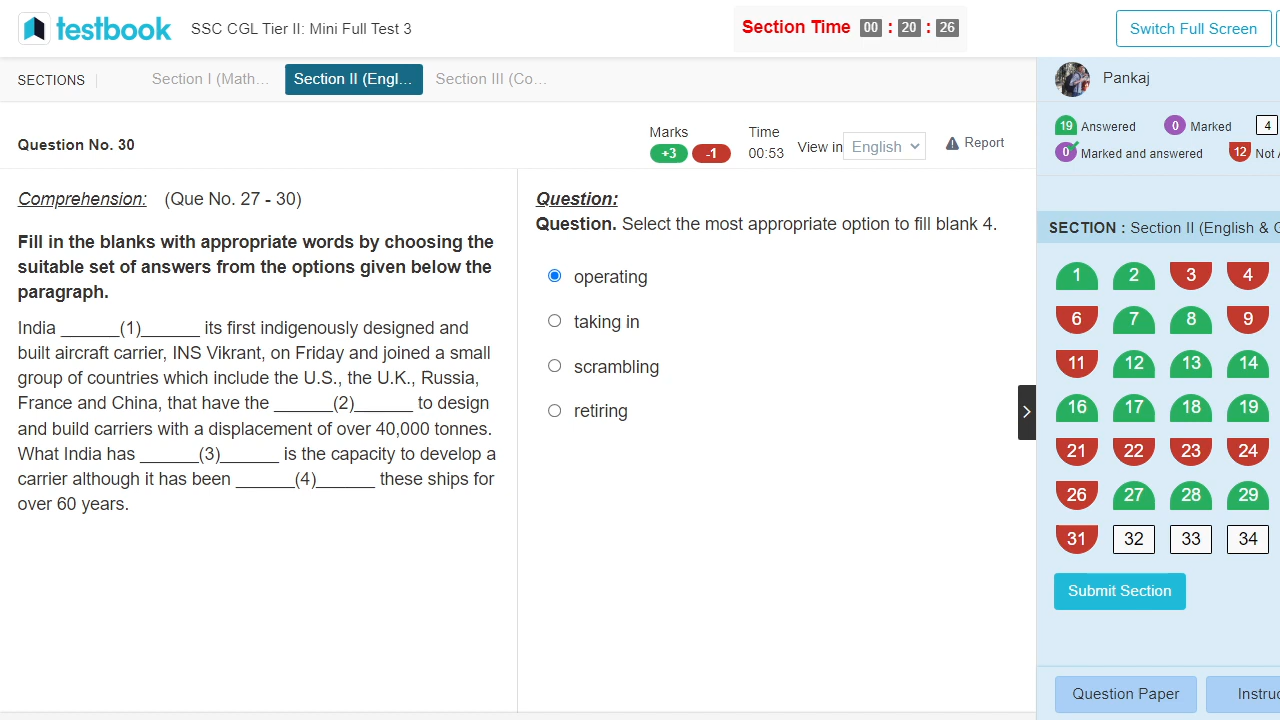 testbook
SSC CGL Tier II: Mini Full Test 3
Section Time 00 : 20 : 26
Switch Full Screen
SECTIONS
Section I (Math...
Section II (Engl...
Section III (Co...
Pankaj
Question No. 30
Marks
+3 -1
Time
00:53
View in English
Report
19 Answered
0 Marked
4
0 Marked and answered
12 Not
Comprehension: (Que No. 27 - 30)
Fill in the blanks with appropriate words by choosing the
suitable set of answers from the options given below the
paragraph.
India ______(1)______ its first indigenously designed and
built aircraft carrier, INS Vikrant, on Friday and joined a small
group of countries which include the U.S., the U.K., Russia,
France and China, that have the ______(2)______ to design
and build carriers with a displacement of over 40,000 tonnes.
What India has ______(3)______ is the capacity to develop a
carrier although it has been ______(4)______ these ships for
over 60 years.
Question:
Question. Select the most appropriate option to fill blank 4.
operating
taking in
scrambling
retiring
SECTION : Section II (English &
1 2 3 4
6 7 8 9
11 12 13 14
16 17 18 19
21 22 23 24
26 27 28 29
31 32 33 34
Submit Section
Question Paper
Instruc